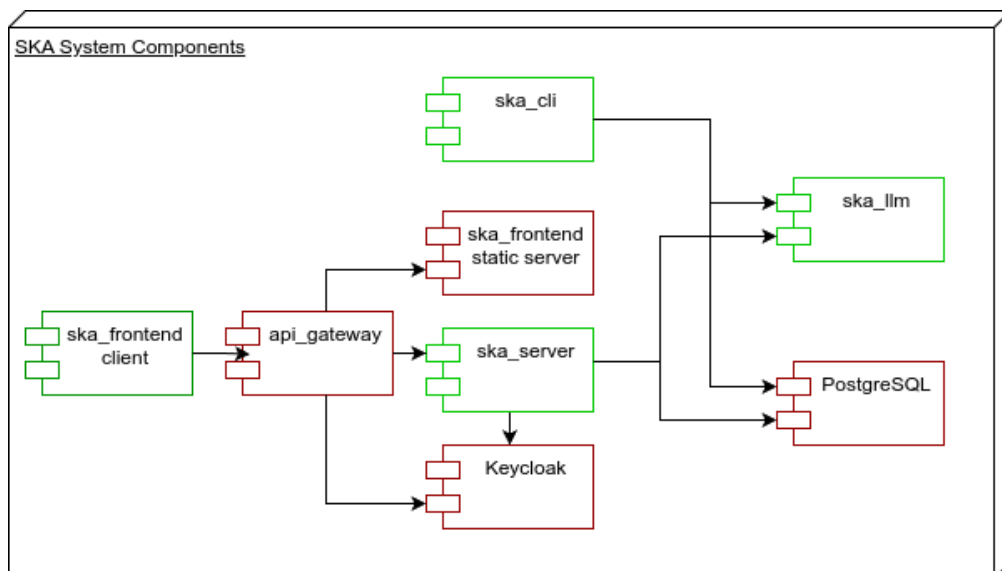 SKA System Components
ska_cli
ska_llm
ska_frontend
static server
ska_frontend
client
api_gateway
ska_server
PostgreSQL
Keycloak